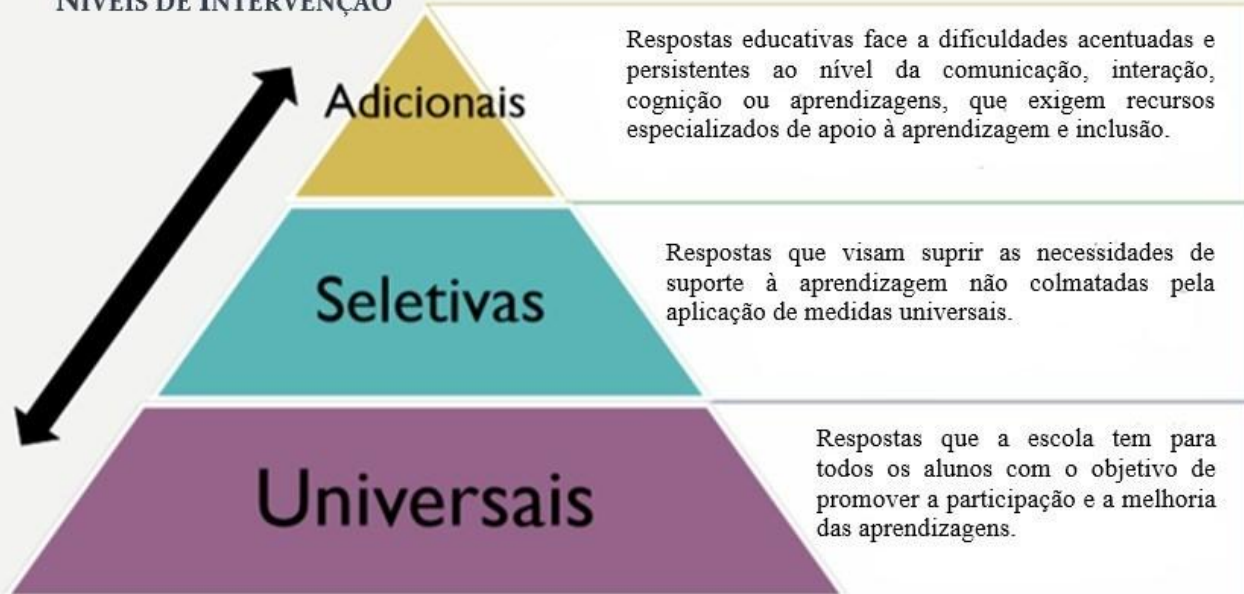 NÍVEIS DE INTERVENÇÃO
Adicionais
Respostas educativas face a dificuldades acentuadas e
persistentes ao nível da comunicação, interação,
cognição ou aprendizagens, que exigem recursos
especializados de apoio à aprendizagem e inclusão.
Seletivas
Respostas que visam suprir as necessidades de
suporte à aprendizagem não colmatadas pela
aplicação de medidas universais.
Universais
Respostas que a escola tem para
todos os alunos com o objetivo de
promover a participação e a melhoria
das aprendizagens.